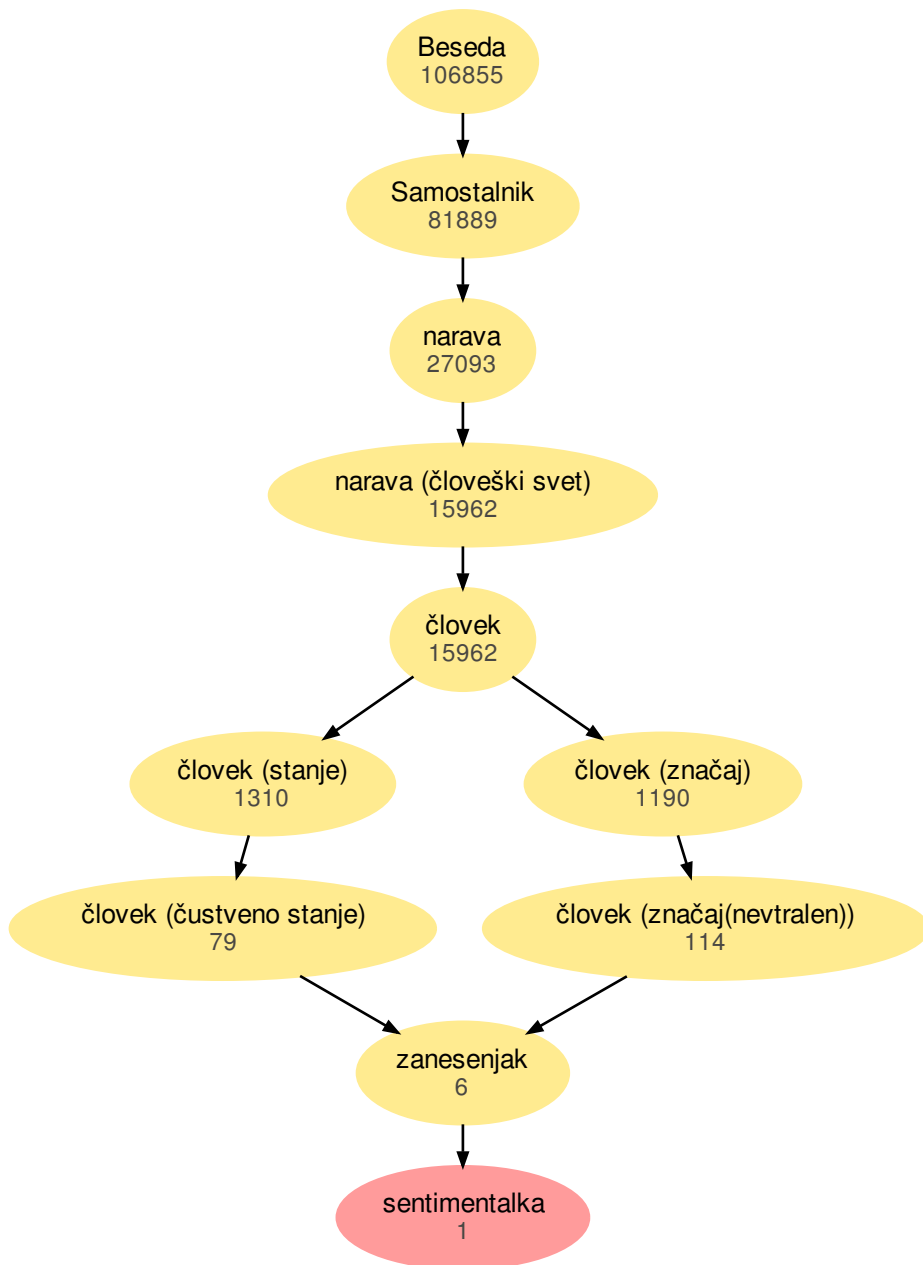 Beseda
106855
Samostalnik
81889
narava
27093
narava (človeški svet)
15962
človek
15962
človek (stanje)
1310
človek (značaj)
1190
človek (čustveno stanje)
79
človek (značaj(nevtralen))
114
zanesenjak
6
sentimentalka
1